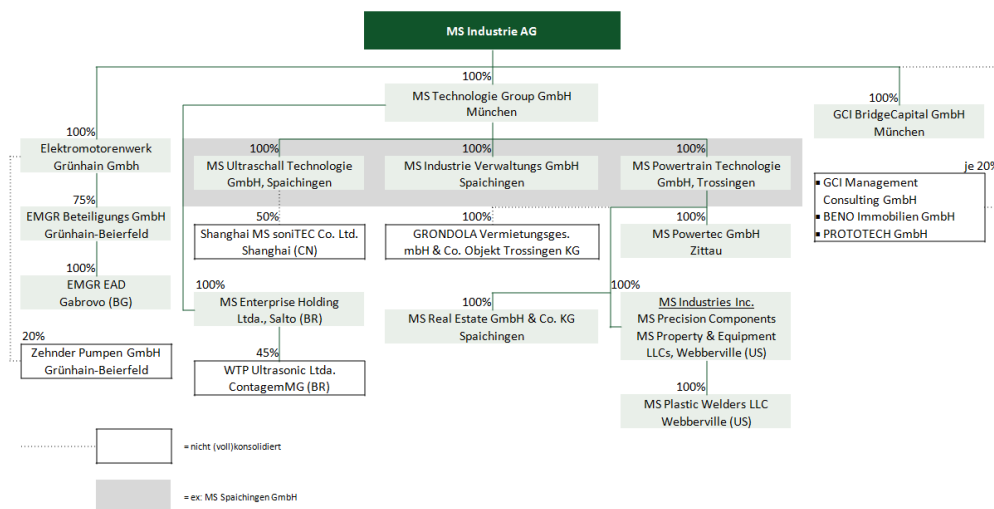 MS Industrie AG
100%
MS Technologie Group GmbH
München
100%
GCI BridgeCapital GmbH
München
100%
Elektromotorenwerk
Grünhain Gmbh
100%
MS Ultraschall Technologie
GmbH, Spaichingen
100%
MS Industrie Verwaltungs GmbH
Spaichingen
100%
MS Powertrain Technologie
GmbH, Trossingen
je 20%
▪ GCI Management
Consulting GmbH
▪ BENO Immobilien GmbH
▪ PROTOTECH GmbH
75%
EMGR Beteiligungs GmbH
Grünhain-Beierfeld
50%
Shanghai MS soniTEC Co. Ltd.
Shanghai (CN)
100%
GRONDOLA Vermietungsges.
mbH & Co. Objekt Trossingen KG
100%
MS Powertec GmbH
Zittau
100%
EMGR EAD
Gabrovo (BG)
100%
MS Enterprise Holding
Ltda., Salto (BR)
100%
MS Real Estate GmbH & Co. KG
Spaichingen
100%
MS Industries Inc.
MS Precision Components
MS Property & Equipment
LLCs, Webberville (US)
20%
Zehnder Pumpen GmbH
Grünhain-Beierfeld
45%
WTP Ultrasonic Ltda.
ContagemMG (BR)
100%
MS Plastic Welders LLC
Webberville (US)
= nicht (voll)konsolidiert
= ex: MS Spaichingen GmbH